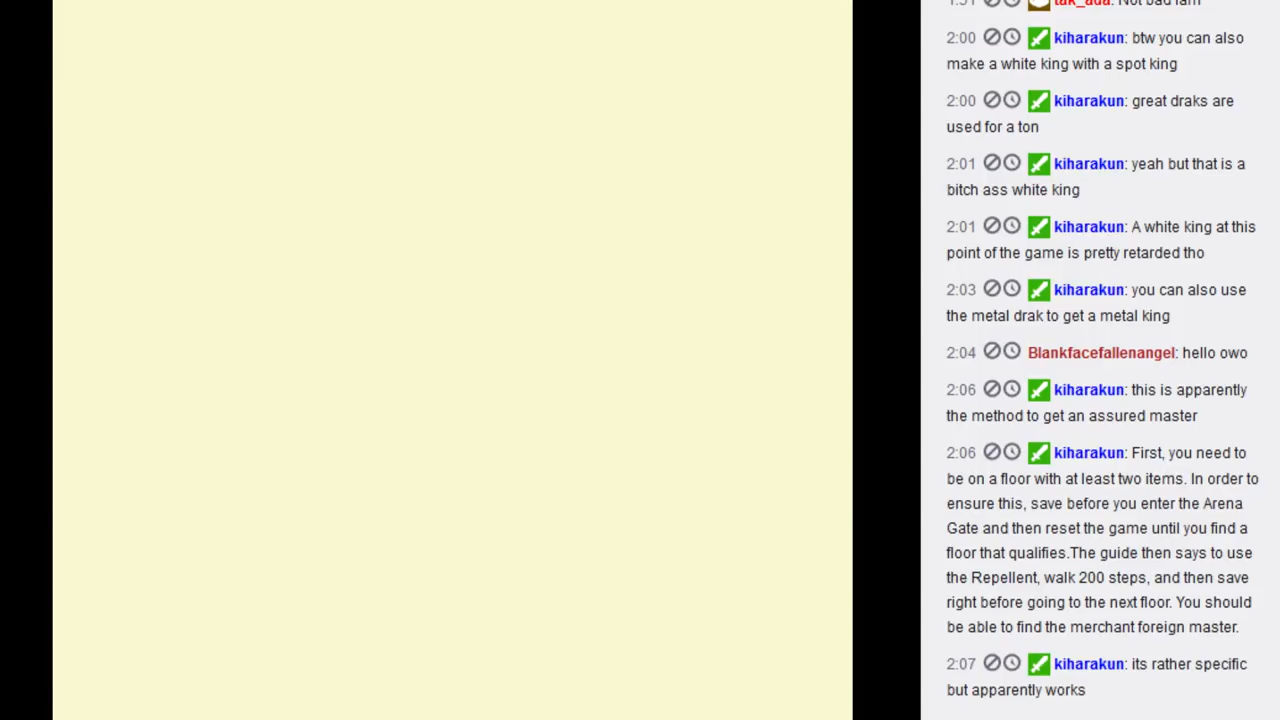 1:51 tak_ada: Not bad fam
2:00 kiharakun: btw you can also
make a white king with a spot king
2:00 kiharakun: great draks are
used for a ton
2:01 kiharakun: yeah but that is a
bitch ass white king
2:01 kiharakun: A white king at this
point of the game is pretty retarded tho
2:03 kiharakun: you can also use
the metal drak to get a metal king
2:04 Blankfacefallenangel: hello owo
2:06 kiharakun: this is apparently
the method to get an assured master
2:06 kiharakun: First, you need to
be on a floor with at least two items. In order to
ensure this, save before you enter the Arena
Gate and then reset the game until you find a
floor that qualifies.The guide then says to use
the Repellent, walk 200 steps, and then save
right before going to the next floor. You should
be able to find the merchant foreign master.
2:07 kiharakun: its rather specific
but apparently works